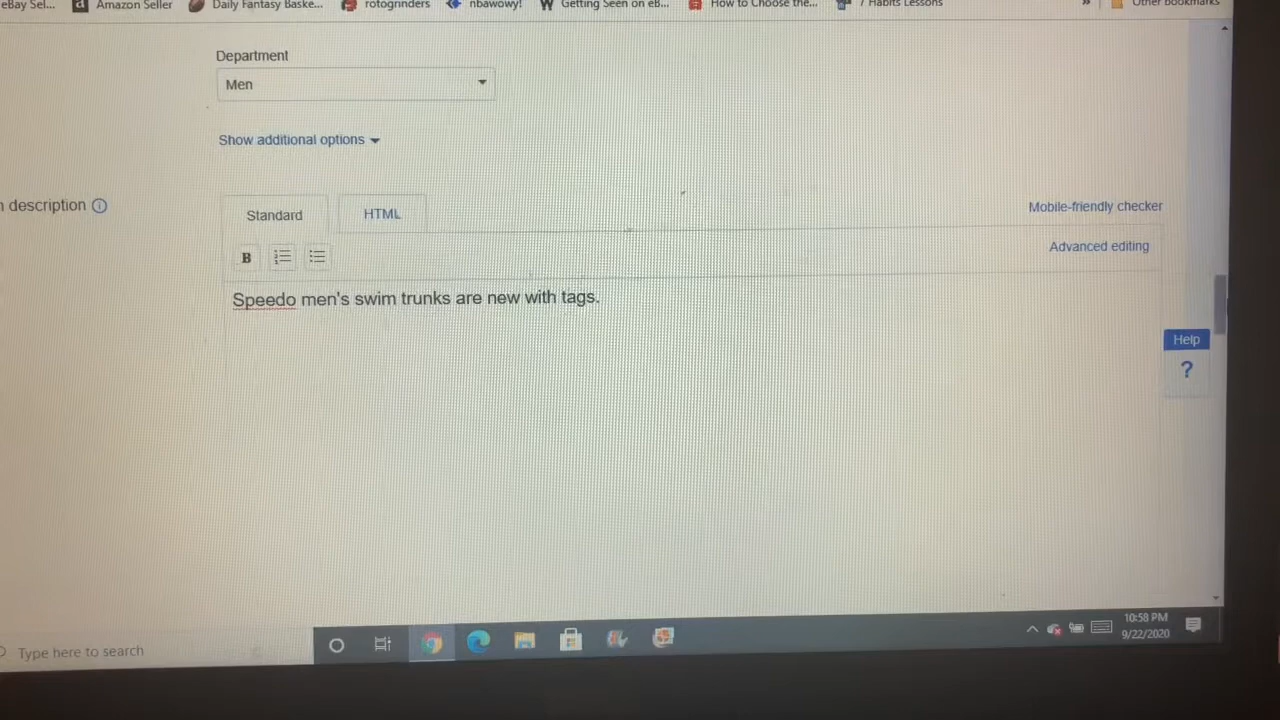 eBay Sel...
a Amazon Seller
Daily Fantasy Baske...
rotogrinders
nbawowy!
W Getting Seen on eB...
How to Choose the...
7 Habits Lessons
»
Other bookmarks
Department
Men
Show additional options
description
Standard
HTML
Mobile-friendly checker
B
Advanced editing
Speedo men's swim trunks are new with tags.
Help
?
Type here to search
10:58 PM
9/22/2020